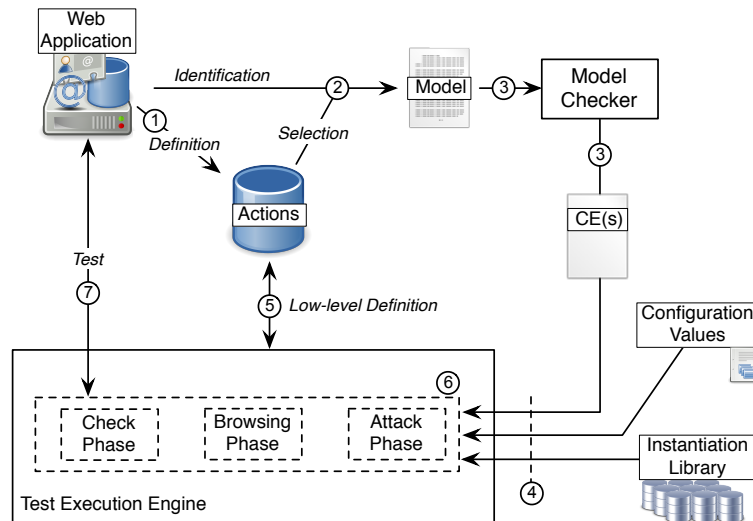 Web
Application
@
@
Identification
2
Model
3
Model
Checker
1
Definition
Selection
3
Actions
CE(s)
Test
7
5
Low-level Definition
Configuration
Values
6
Check
Phase
Browsing
Phase
Attack
Phase
Instantiation
Library
4
Test Execution Engine